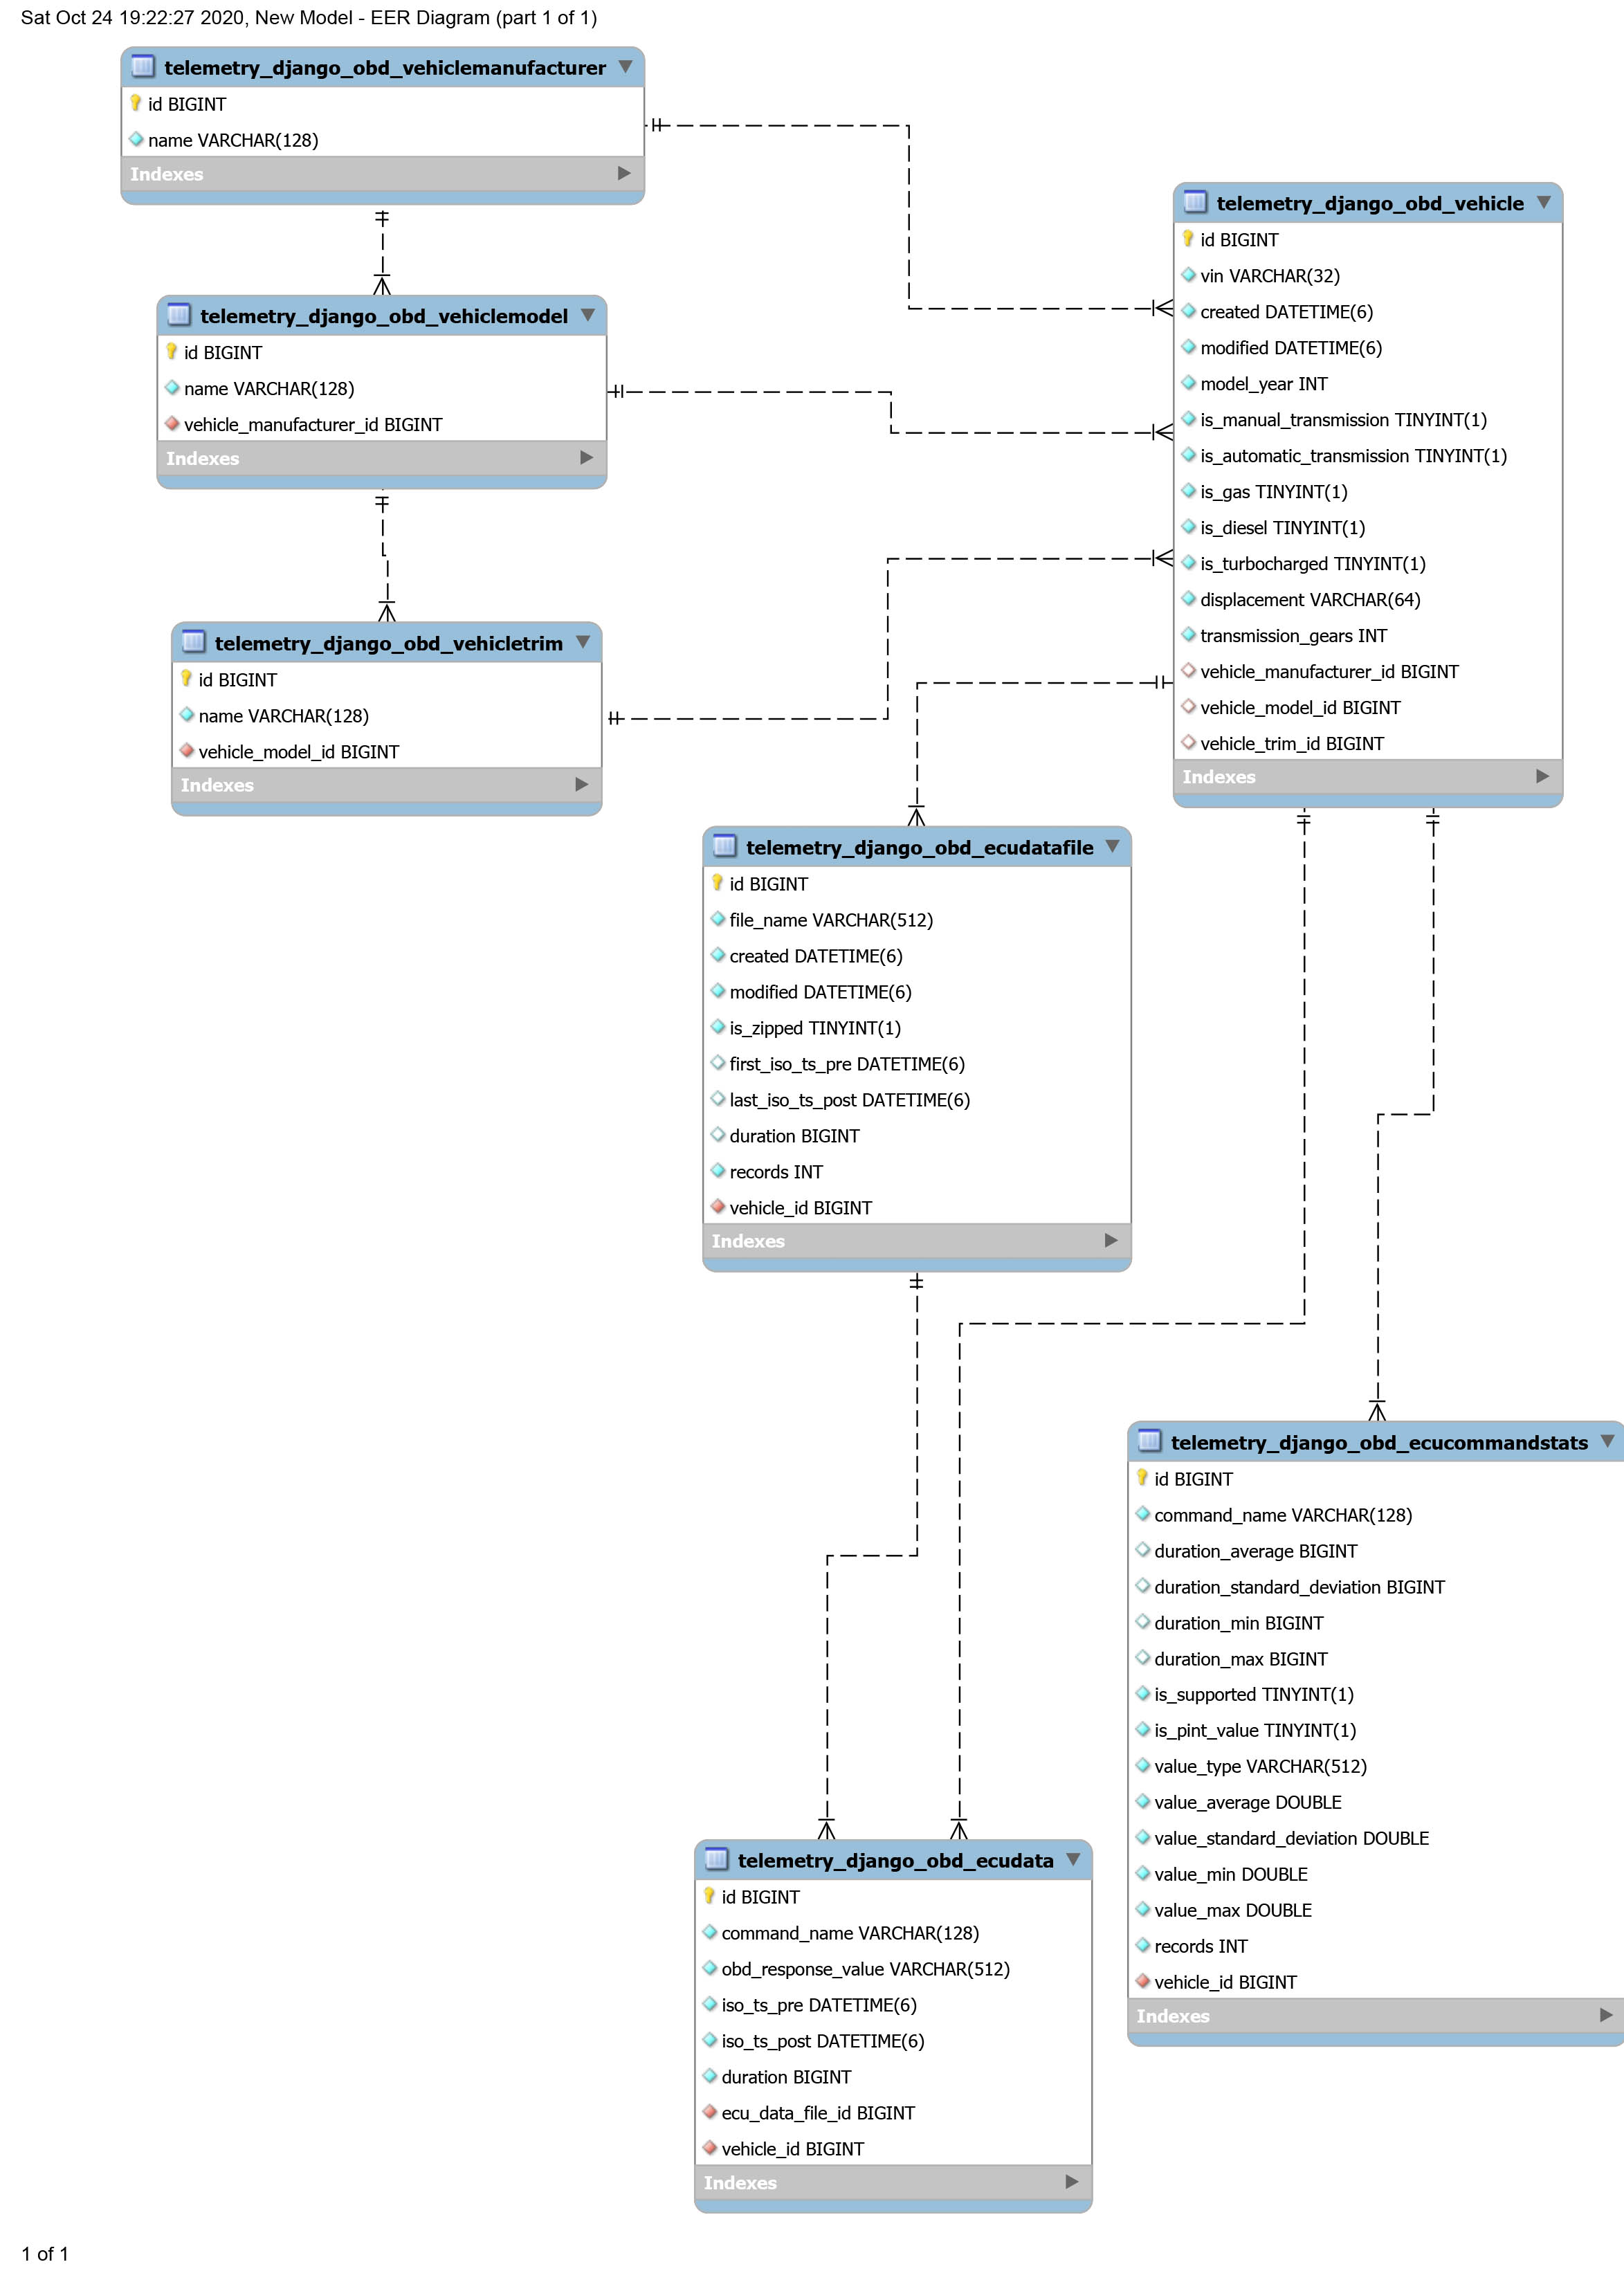 Sat Oct 24 19:22:27 2020, New Model - EER Diagram (part 1 of 1)
telemetry_django_obd_vehiclemanufacturer
id BIGINT
name VARCHAR(128)
Indexes
telemetry_django_obd_vehiclemodel
id BIGINT
name VARCHAR(128)
vehicle_manufacturer_id BIGINT
Indexes
telemetry_django_obd_vehicletrim
id BIGINT
name VARCHAR(128)
vehicle_model_id BIGINT
Indexes
telemetry_django_obd_vehicle
id BIGINT
vin VARCHAR(32)
created DATETIME(6)
modified DATETIME(6)
model_year INT
is_manual_transmission TINYINT(1)
is_automatic_transmission TINYINT(1)
is_gas TINYINT(1)
is_diesel TINYINT(1)
is_turbocharged TINYINT(1)
displacement VARCHAR(64)
transmission_gears INT
vehicle_manufacturer_id BIGINT
vehicle_model_id BIGINT
vehicle_trim_id BIGINT
Indexes
telemetry_django_obd_ecudatafile
id BIGINT
file_name VARCHAR(512)
created DATETIME(6)
modified DATETIME(6)
is_zipped TINYINT(1)
first_iso_ts_pre DATETIME(6)
last_iso_ts_post DATETIME(6)
duration BIGINT
records INT
vehicle_id BIGINT
Indexes
telemetry_django_obd_ecucommandstats
id BIGINT
command_name VARCHAR(128)
duration_average BIGINT
duration_standard_deviation BIGINT
duration_min BIGINT
duration_max BIGINT
is_supported TINYINT(1)
is_pint_value TINYINT(1)
value_type VARCHAR(512)
value_average DOUBLE
value_standard_deviation DOUBLE
value_min DOUBLE
value_max DOUBLE
records INT
vehicle_id BIGINT
Indexes
telemetry_django_obd_ecudata
id BIGINT
command_name VARCHAR(128)
obd_response_value VARCHAR(512)
iso_ts_pre DATETIME(6)
iso_ts_post DATETIME(6)
duration BIGINT
ecu_data_file_id BIGINT
vehicle_id BIGINT
Indexes
1 of 1